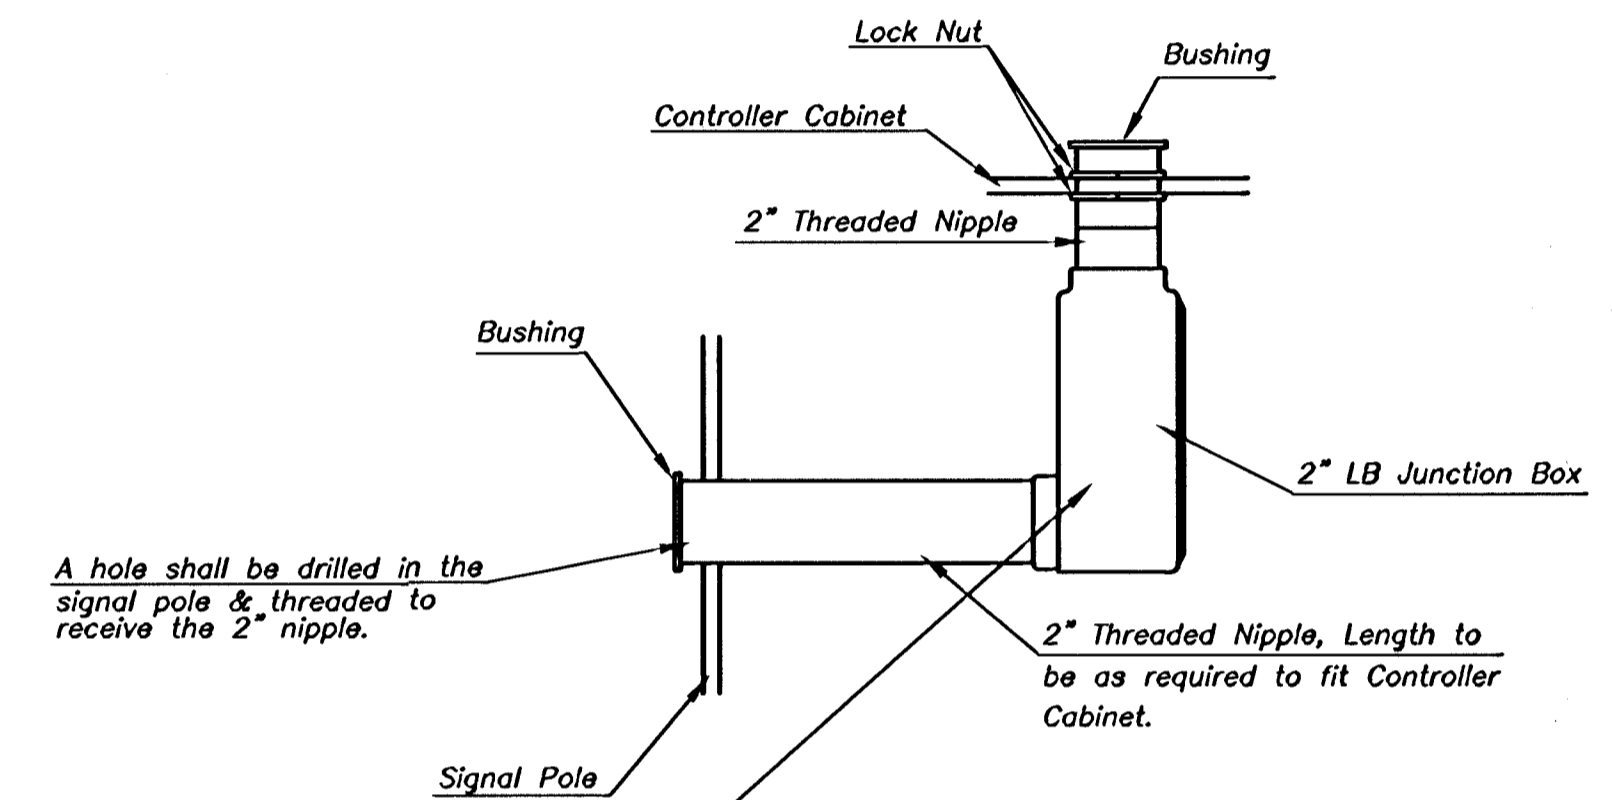 Lock Nut
Bushing
Controller Cabinet
2" Threaded Nipple
Bushing
2" LB Junction Box
A hole shall be drilled in the
signal pole & threaded to
receive the 2" nipple.
2" Threaded Nipple, Length to
be as required to fit Controller
Cabinet.
Signal Pole